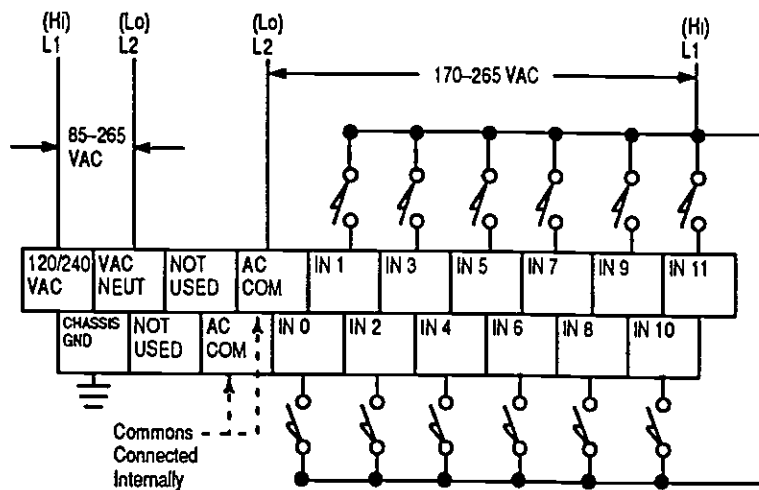 (Hi)
L1
(Lo)
L2
(Lo)
L2
(Hi)
L1
170–265 VAC
85–265
VAC
120/240
VAC
VAC
NEUT
NOT
USED
AC
COM
IN 1
IN 3
IN 5
IN 7
IN 9
IN 11
CHASSIS
GND
NOT
USED
AC
COM
IN 0
IN 2
IN 4
IN 6
IN 8
IN 10
Commons
Connected
Internally